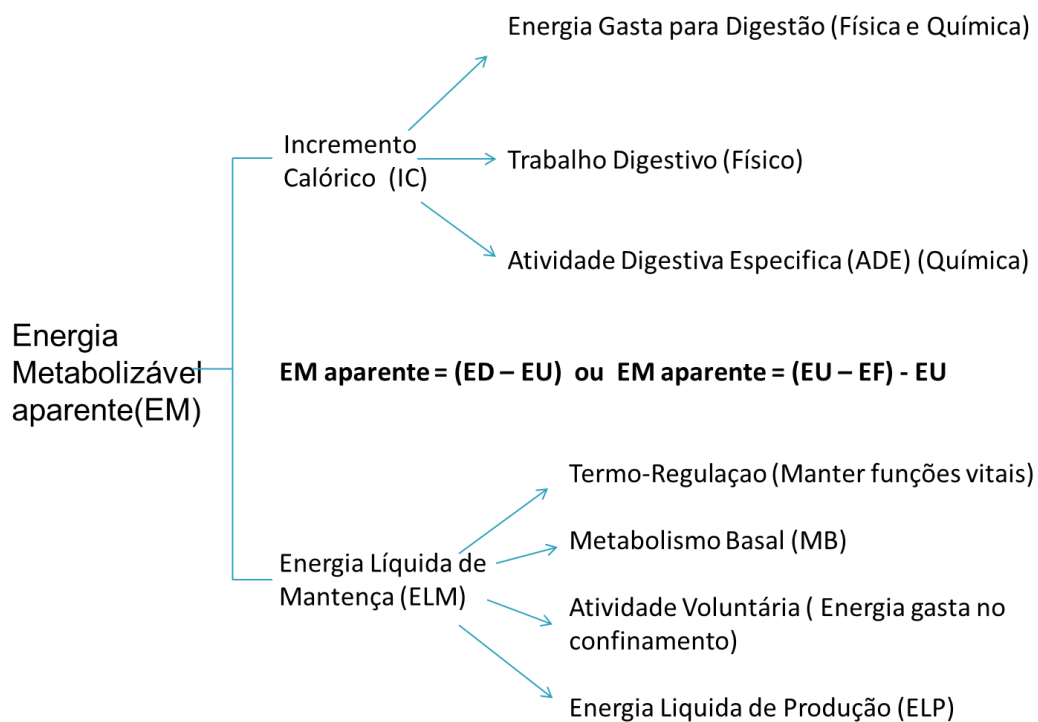 Energia Gasta para Digestão (Física e Química)
Incremento
Calórico (IC)
Trabalho Digestivo (Físico)
Atividade Digestiva Especifica (ADE) (Química)
Energia
Metabolizável
aparente(EM)
EM aparente = (ED – EU) ou EM aparente = (EU – EF) - EU
Termo-Regulaçao (Manter funções vitais)
Metabolismo Basal (MB)
Energia Líquida de
Mantença (ELM)
Atividade Voluntária ( Energia gasta no
confinamento)
Energia Liquida de Produção (ELP)